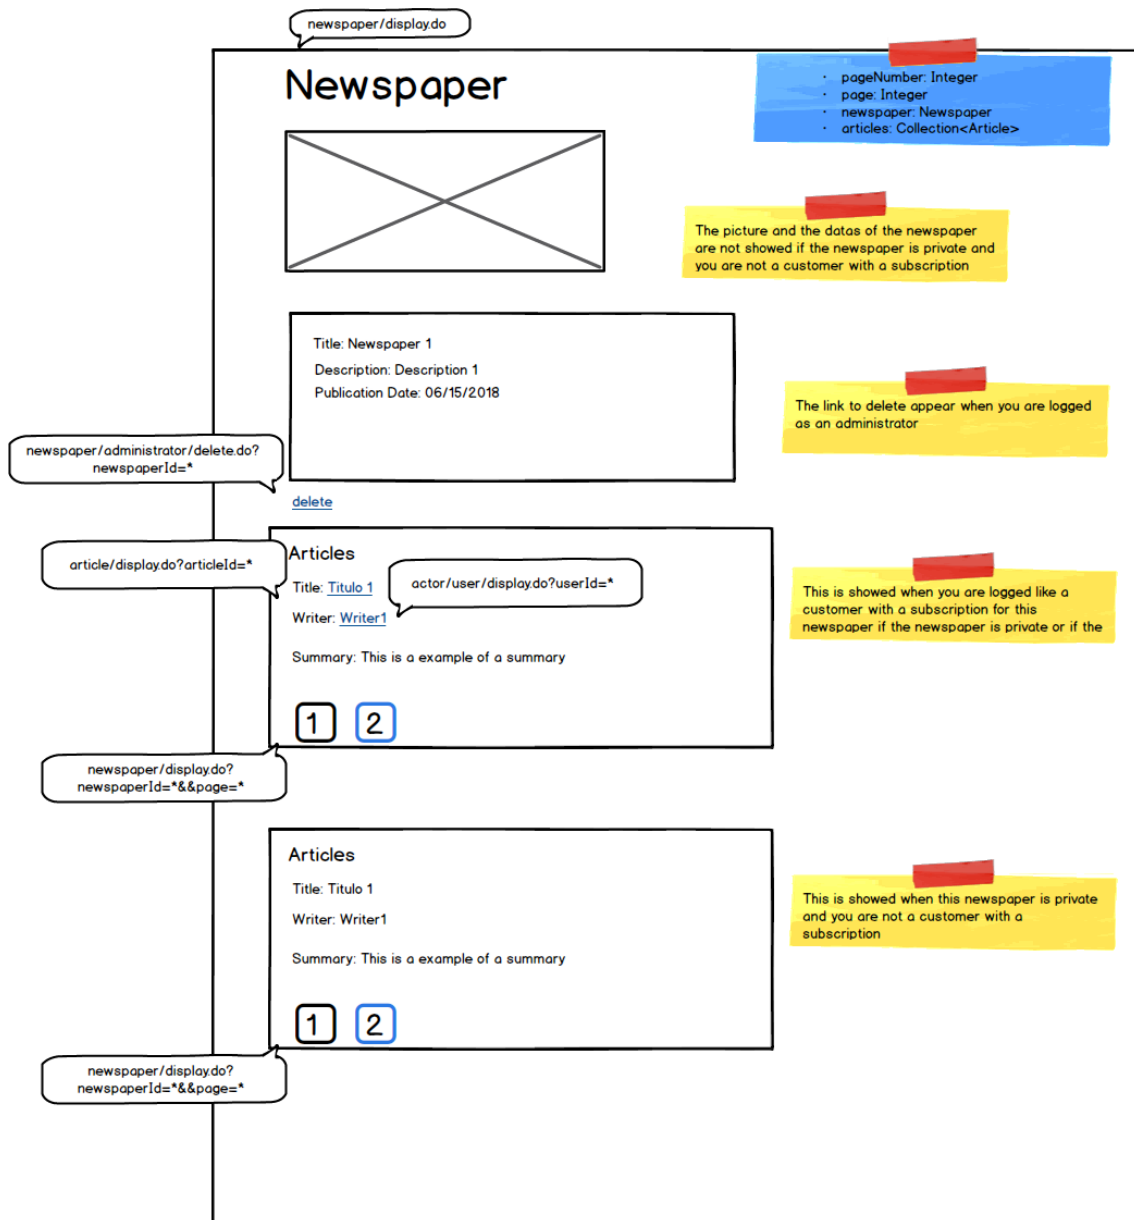 newspaper/display.do
Newspaper
· pageNumber: Integer
· page: Integer
· newspaper: Newspaper
· articles: Collection<Article>
The picture and the datas of the newspaper
are not showed if the newspaper is private and
you are not a customer with a subscription
Title: Newspaper 1
Description: Description 1
Publication Date: 06/15/2018
The link to delete appear when you are logged
as an administrator
newspaper/administrator/delete.do?
newspaperId=*
delete
Articles
article/display.do?articleId=*
Title: Titulo 1
actor/user/display.do?userId=*
Writer: Writer1
Summary: This is a example of a summary
1 2
This is showed when you are logged like a
customer with a subscription for this
newspaper if the newspaper is private or if the
newspaper/display.do?
newspaperId=*&&page=*
Articles
Title: Titulo 1
Writer: Writer1
Summary: This is a example of a summary
1 2
This is showed when this newspaper is private
and you are not a customer with a
subscription
newspaper/display.do?
newspaperId=*&&page=*